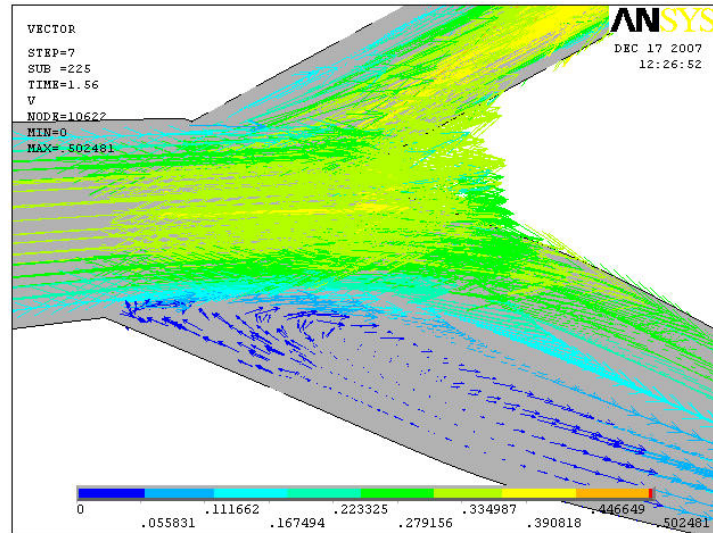 ANSYS
VECTOR
DEC 17 2007
12:26:52
STEP=7
SUB =225
TIME=1.56
V
NODE=10622
MIN=0
MAX=.502481
0
.055831
.111662
.167494
.223325
.279156
.334987
.390818
.446649
.502481